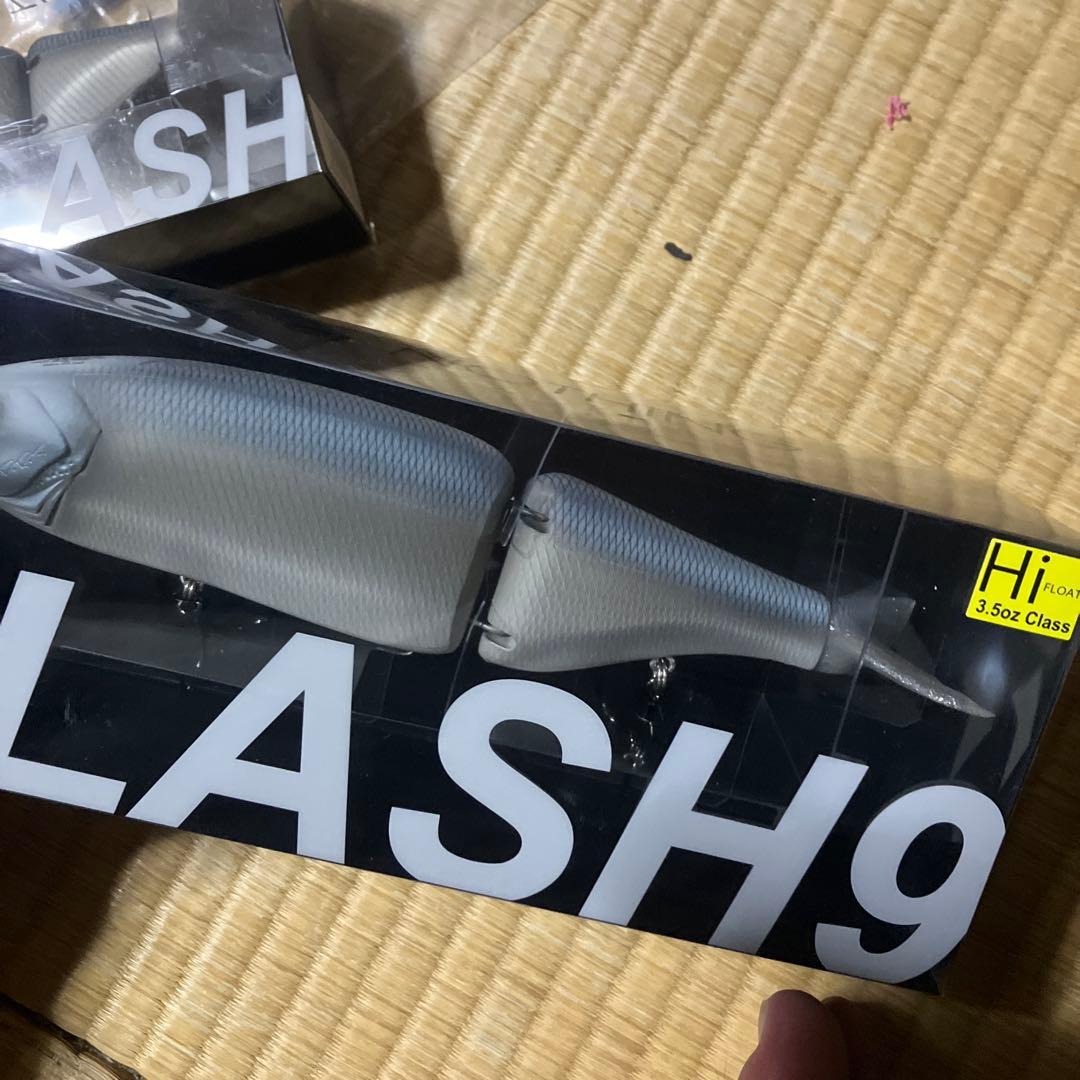 ASH
LASH9
Hi FLOAT
3.5oz Class